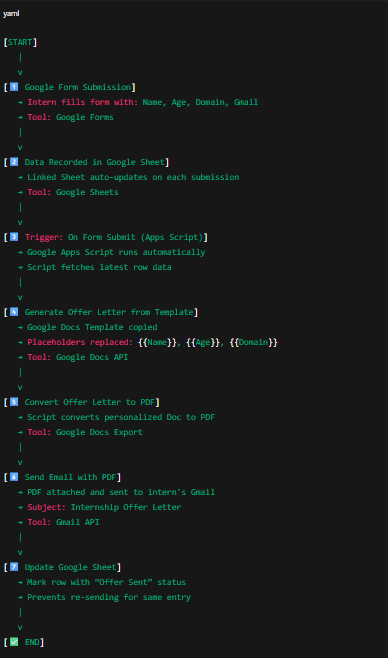 yaml
[START]
|
v
[1️⃣ Google Form Submission]
→ Intern fills form with: Name, Age, Domain, Gmail
→ Tool: Google Forms
|
v
[2️⃣ Data Recorded in Google Sheet]
→ Linked Sheet auto-updates on each submission
→ Tool: Google Sheets
|
v
[3️⃣ Trigger: On Form Submit (Apps Script)]
→ Google Apps Script runs automatically
→ Script fetches latest row data
|
v
[4️⃣ Generate Offer Letter from Template]
→ Google Docs Template copied
→ Placeholders replaced: {{Name}}, {{Age}}, {{Domain}}
→ Tool: Google Docs API
|
v
[5️⃣ Convert Offer Letter to PDF]
→ Script converts personalized Doc to PDF
→ Tool: Google Docs Export
|
v
[6️⃣ Send Email with PDF]
→ PDF attached and sent to intern's Gmail
→ Subject: Internship Offer Letter
→ Tool: Gmail API
|
v
[7️⃣ Update Google Sheet]
→ Mark row with “Offer Sent” status
→ Prevents re-sending for same entry
|
v
[✅ END]